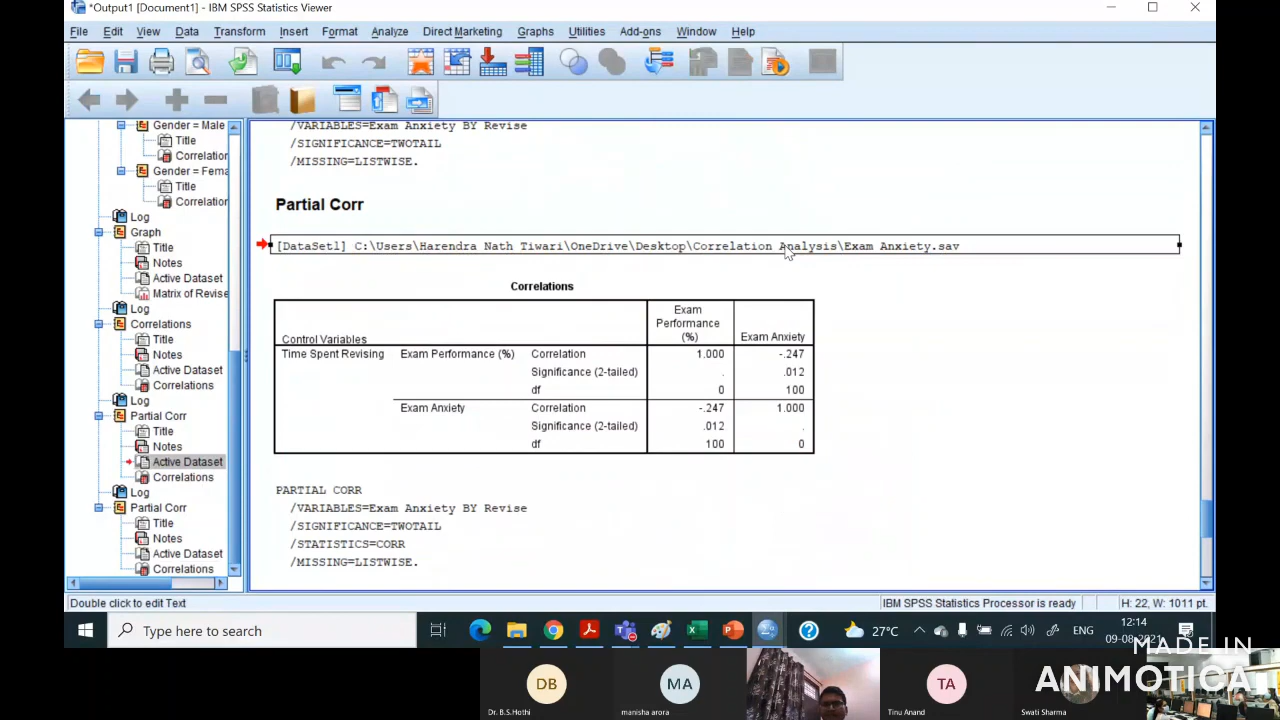 *Output1 [Document1] - IBM SPSS Statistics Viewer
File Edit View Data Transform Insert Format Analyze Direct Marketing Graphs Utilities Add-ons Window Help
Gender = Male
Title
Correlation
Gender = Fema
Title
Correlation
Log
Graph
Title
Notes
Active Dataset
Matrix of Revise
Log
Correlations
Title
Notes
Active Dataset
Correlations
Log
Partial Corr
Title
Notes
Active Dataset
Correlations
Log
Partial Corr
Title
Notes
Active Dataset
Correlations
/VARIABLES=Exam Anxiety BY Revise
/SIGNIFICANCE=TWOTAIL
/MISSING=LISTWISE.
Partial Corr
[DataSet1] C:\Users\Harendra Nath Tiwari\OneDrive\Desktop\Correlation Analysis\Exam Anxiety.sav
Correlations
Control Variables Exam Performance (%) Exam Anxiety
Time Spent Revising Exam Performance (%) Correlation 1.000 -.247
Significance (2-tailed) . .012
df 0 100
Exam Anxiety Correlation -.247 1.000
Significance (2-tailed) .012 .
df 100 0
PARTIAL CORR
/VARIABLES=Exam Anxiety BY Revise
/SIGNIFICANCE=TWOTAIL
/STATISTICS=CORR
/MISSING=LISTWISE.
Double click to edit Text IBM SPSS Statistics Processor is ready H: 22, W: 1011 pt.
Type here to search 27°C ENG 12:14
09-08-2021
MADE IN
ANIMOTICA
DB MA TA
Dr. B.S.Hothi manisha arora Tinu Anand Swati Sharma